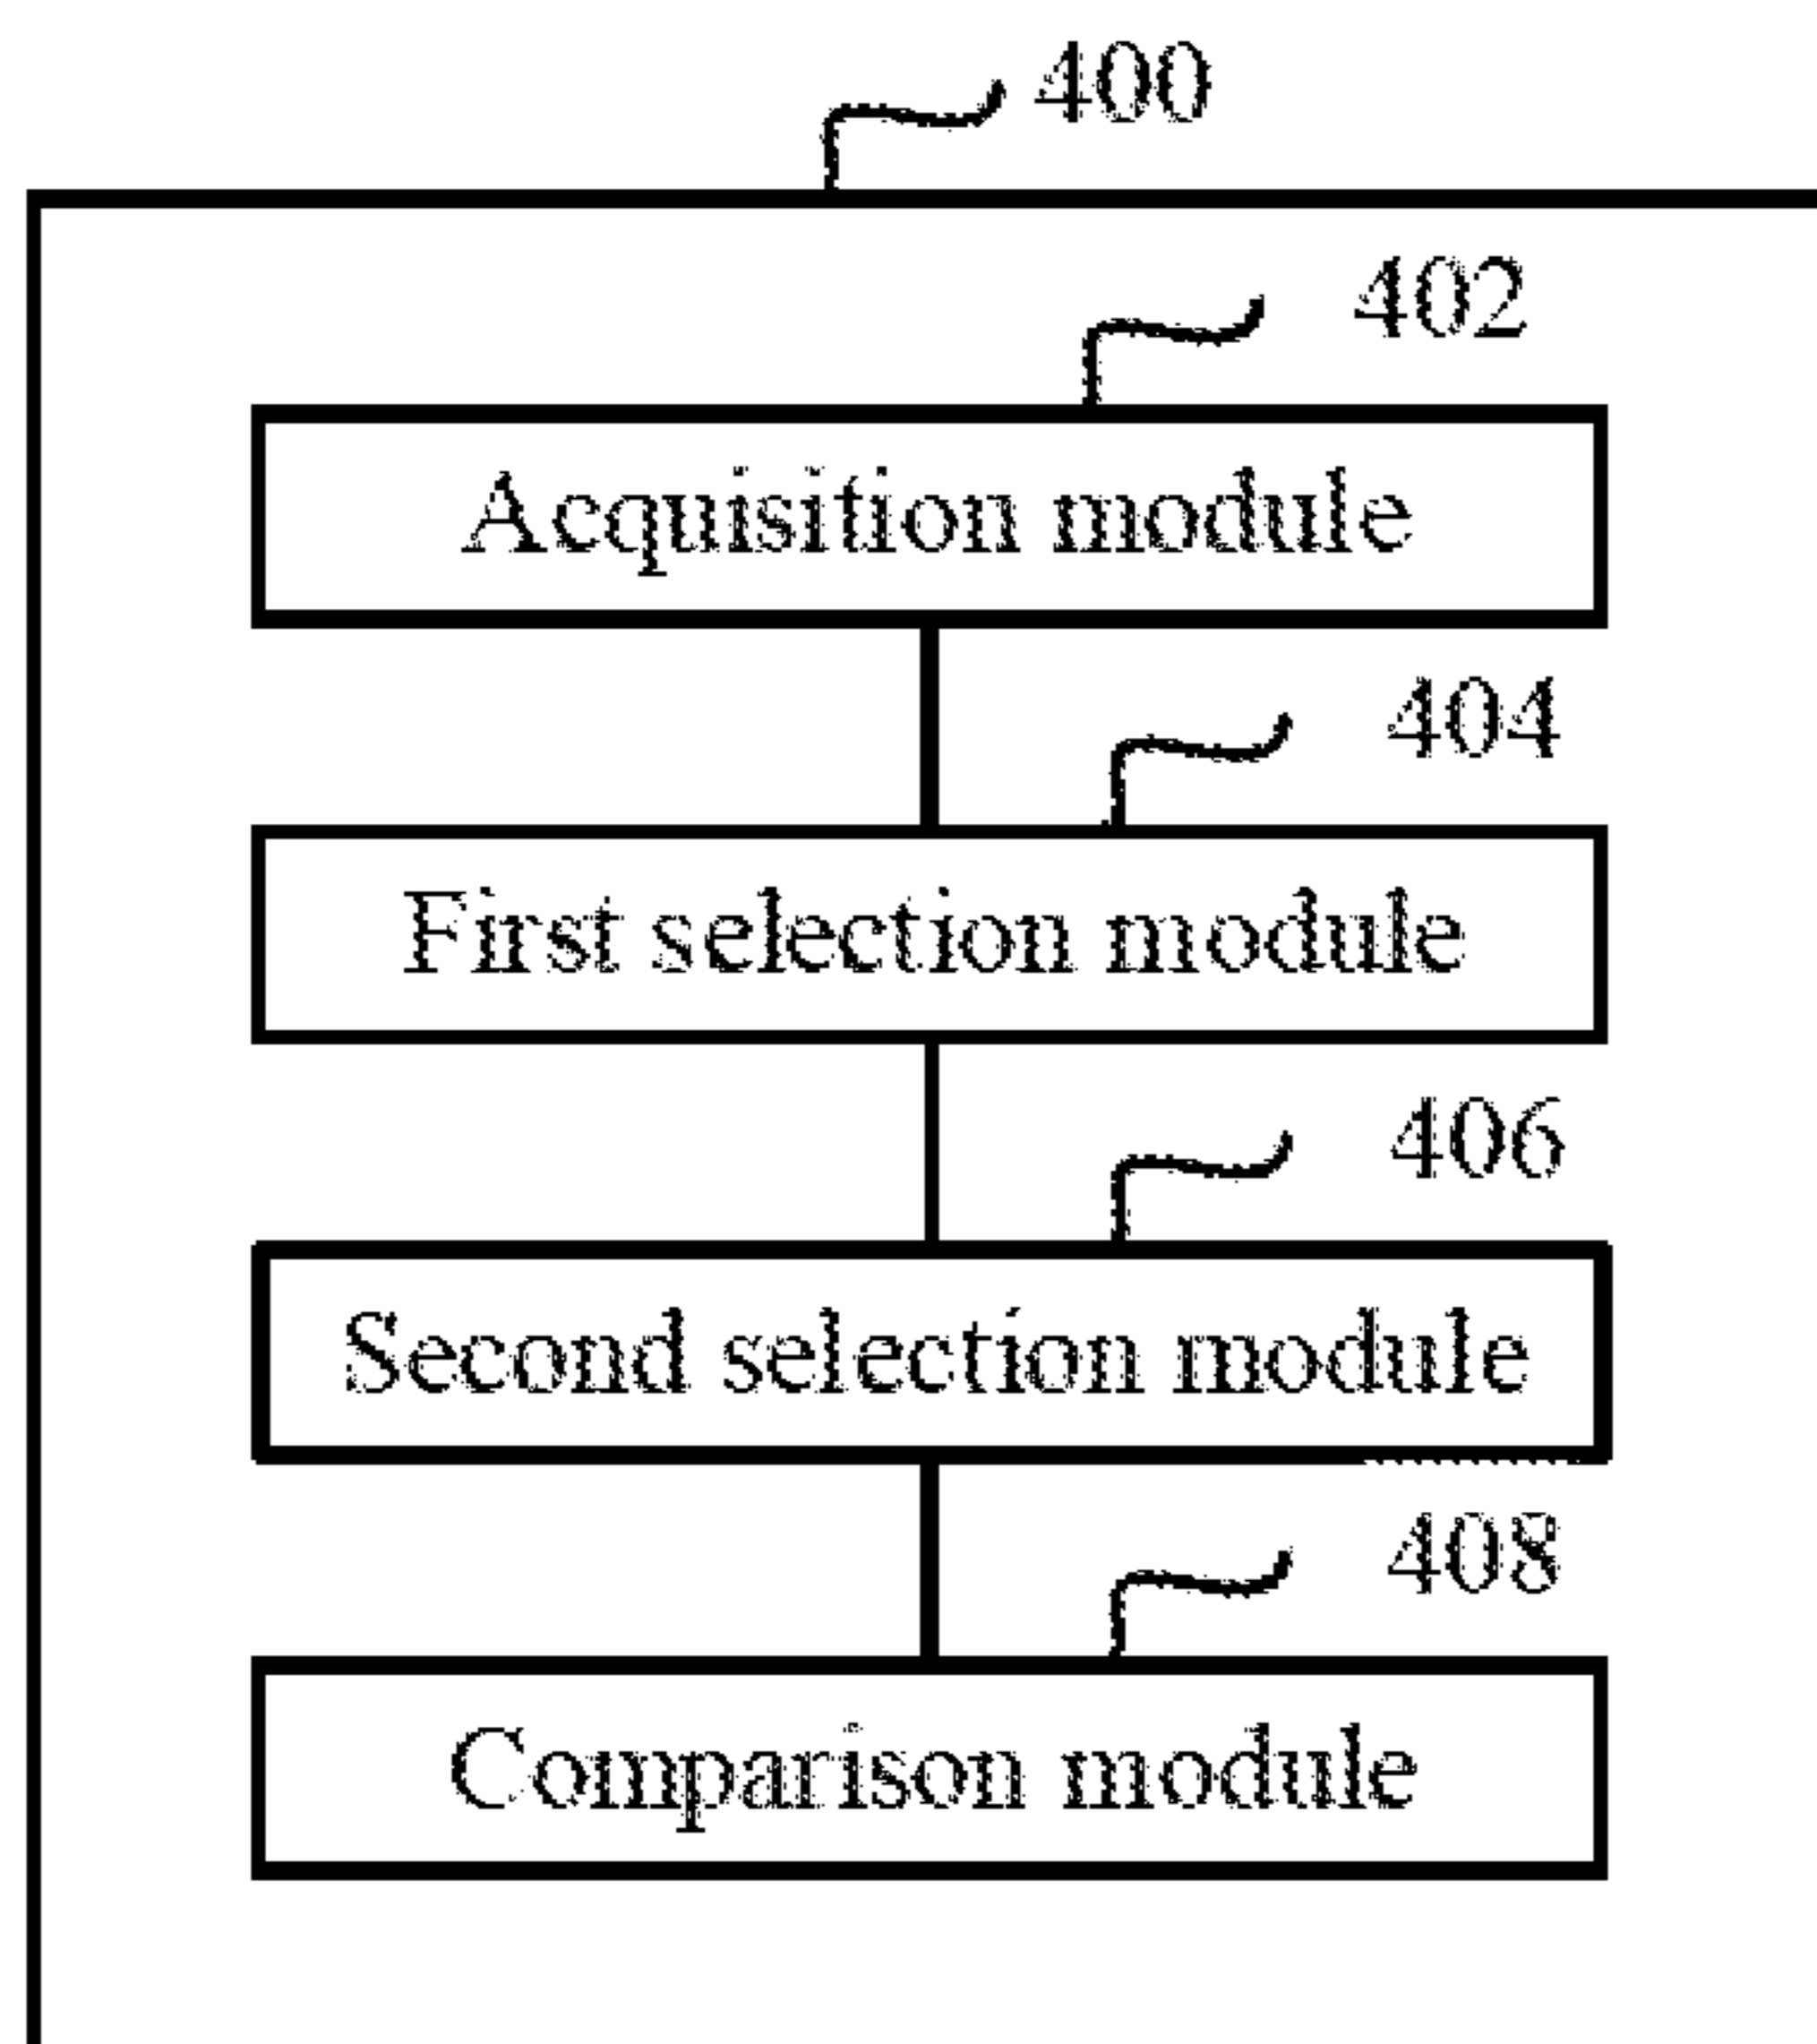 400
402
Acquisition module
404
First selection module
406
Second selection module
408
Comparison module